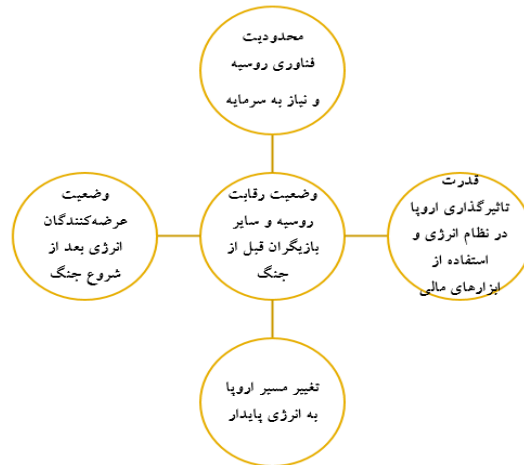 محدودیت
فناوری روسیه
و نیاز به سرمایه
قدرت
تاثیرگذاری اروپا
در نظام انرژی و
استفاده از
ابزارهای مالی
وضعیت رقابت
روسیه و سایر
بازیگران قبل از
جنگ
وضعیت
عرضه‌کنندگان
انرژی بعد از
شروع جنگ
تغییر مسیر اروپا
به انرژی پایدار